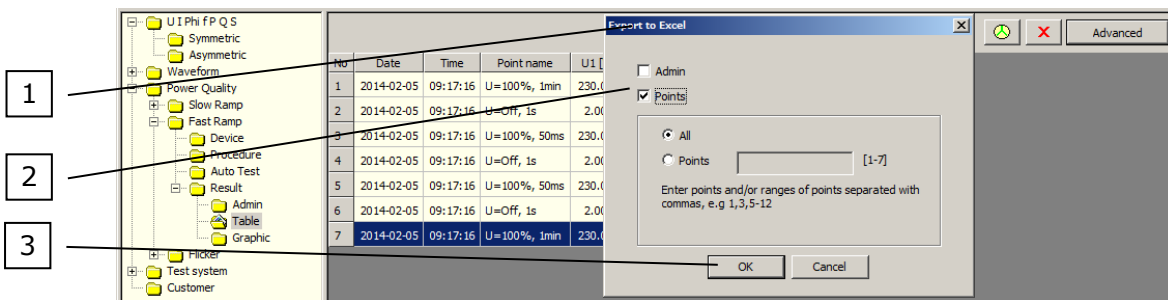 1
2
3
U I Phi f P Q S
Symmetric
Asymmetric
Waveform
Power Quality
Slow Ramp
Fast Ramp
Device
Procedure
Auto Test
Result
Admin
Table
Graphic
Flicker
Test system
Customer
No Date Time Point name U1 [
1 2014-02-05 09:17:16 U=100%, 1min 230.0
2 2014-02-05 09:17:16 U=Off, 1s 2.00
3 2014-02-05 09:17:16 U=100%, 50ms 230.0
4 2014-02-05 09:17:16 U=Off, 1s 2.00
5 2014-02-05 09:17:16 U=100%, 50ms 230.0
6 2014-02-05 09:17:16 U=Off, 1s 2.00
7 2014-02-05 09:17:16 U=100%, 1min 230.0
Export to Excel
Admin
Points
All
Points [1-7]
Enter points and/or ranges of points separated with
commas, e.g 1,3,5-12
OK Cancel
Advanced